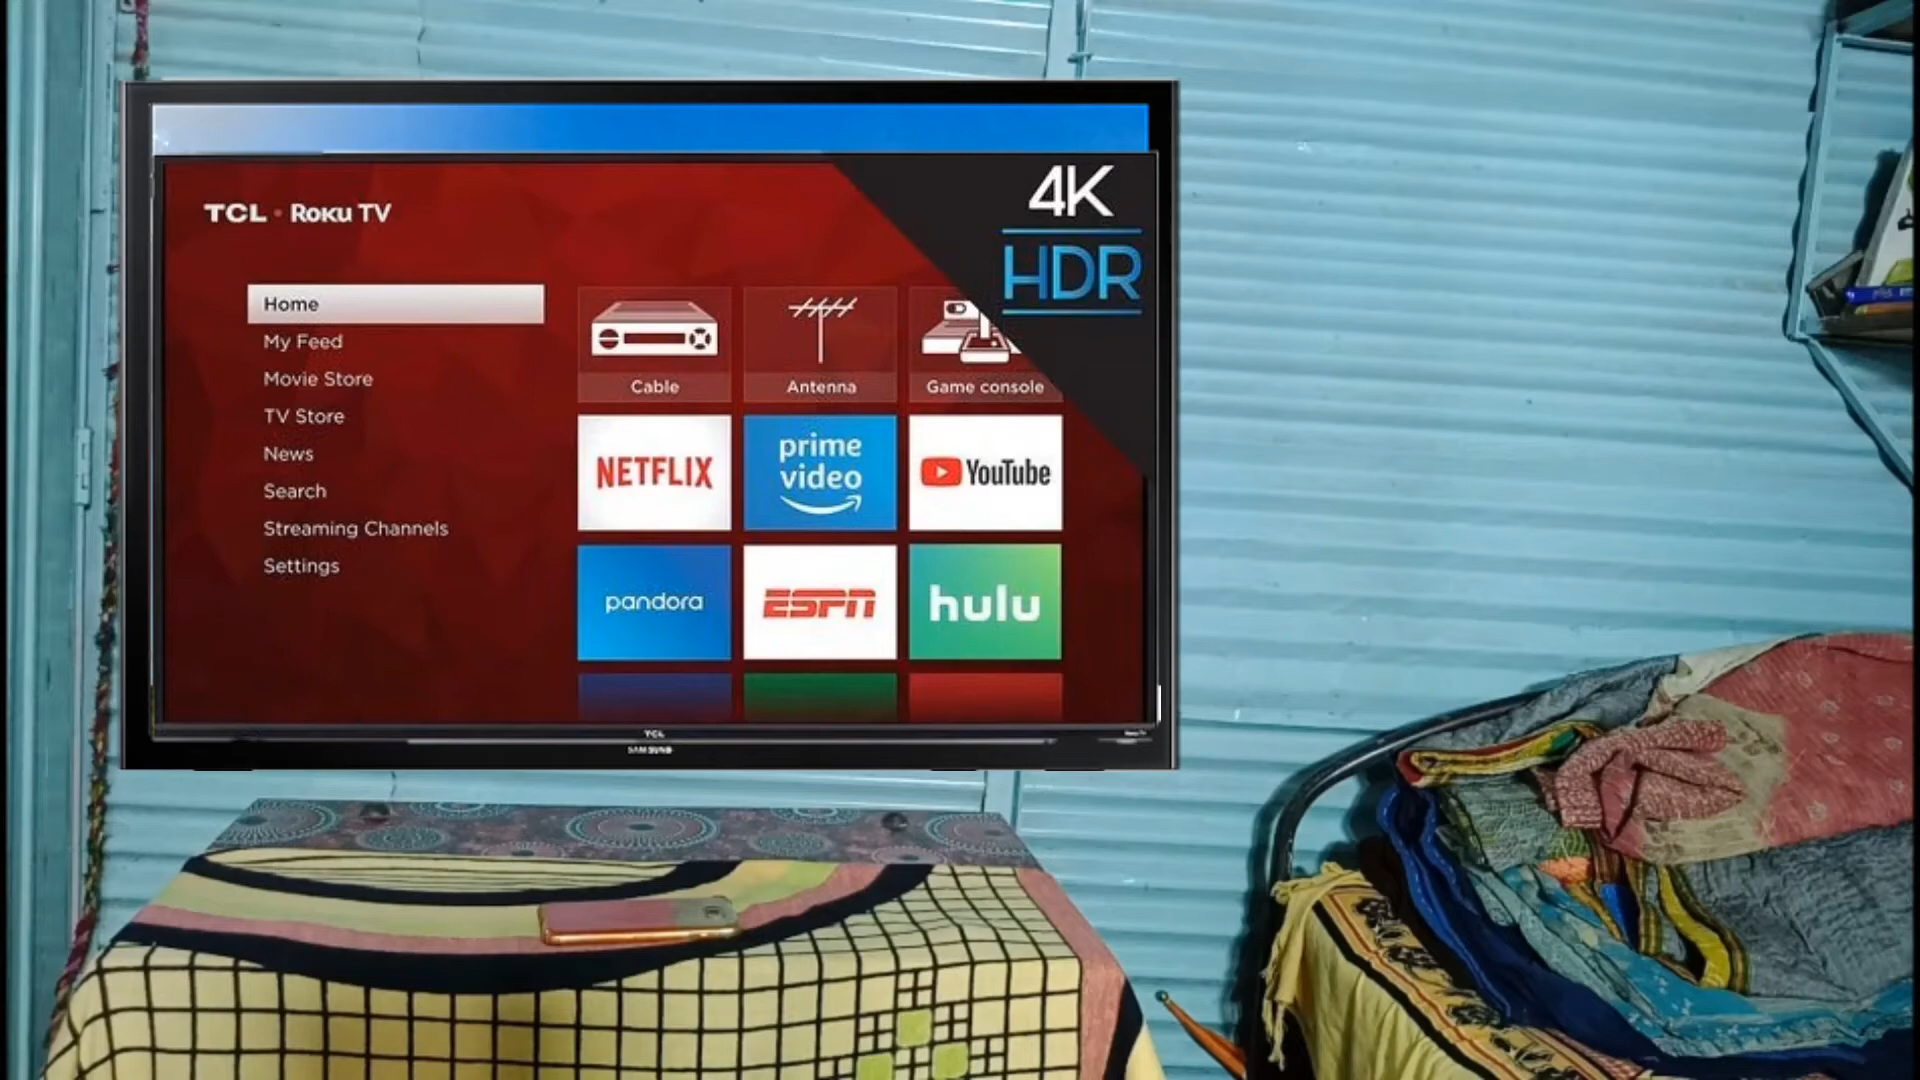 TCL • Roku TV
4K
HDR
Home
My Feed
Movie Store
TV Store
News
Search
Streaming Channels
Settings
Cable
Antenna
Game console
NETFLIX
prime video
YouTube
pandora
ESPN
hulu
TCL
SAMSUNG